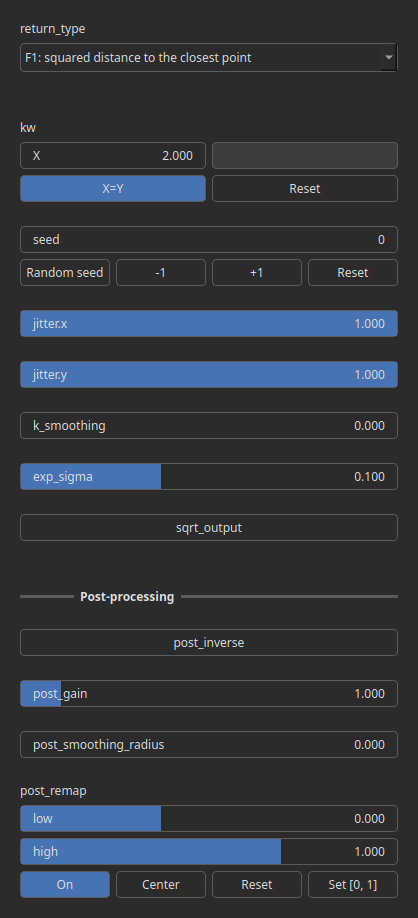 return_type
F1: squared distance to the closest point
kw
X 2.000
X=Y Reset
seed 0
Random seed -1 +1 Reset
jitter.x 1.000
jitter.y 1.000
k_smoothing 0.000
exp_sigma 0.100
sqrt_output
Post-processing
post_inverse
post_gain 1.000
post_smoothing_radius 0.000
post_remap
low 0.000
high 1.000
On Center Reset Set [0, 1]